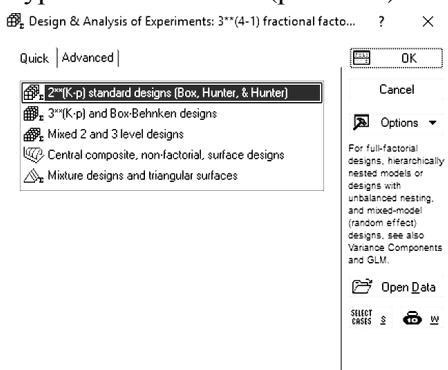 Design & Analysis of Experiments: 3**(4-1) fractional facto... ? ×
Quick Advanced
OK
2**(K-p) standard designs (Box, Hunter, & Hunter)
3**(K-p) and Box-Behnken designs
Mixed 2 and 3 level designs
Central composite, non-factorial, surface designs
Mixture designs and triangular surfaces
Cancel
Options
For full-factorial
designs, hierarchically
nested models or
designs with
unbalanced nesting,
and mixed-model
(random effect)
designs, see also
Variance Components
and GLM.
Open Data
SELECT
CASES S W